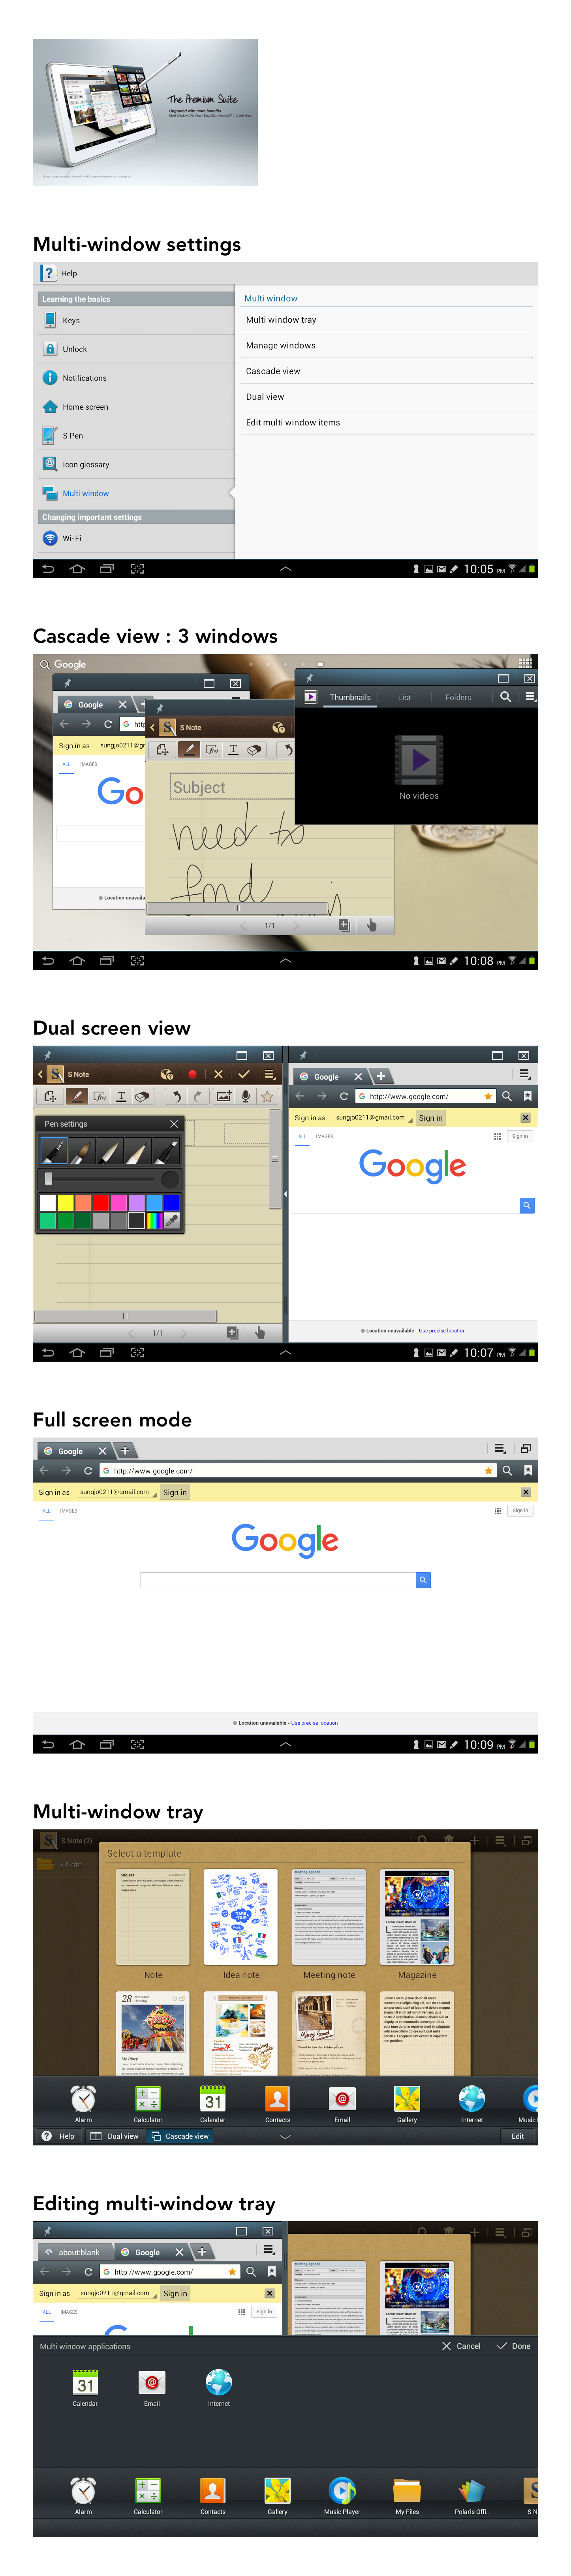 The Premium Suite
Upgraded with more benefits
Multi-window settings
Help
Learning the basics
Keys
Unlock
Notifications
Home screen
S Pen
Icon glossary
Multi window
Changing important settings
Wi-Fi
Multi window
Multi window tray
Manage windows
Cascade view
Dual view
Edit multi window items
10:05 PM
Cascade view : 3 windows
Google
Google
Sign in as
ALL IMAGES
S Note
Subject
need to
find
1/1
Thumbnails List Folders
No videos
10:08 PM
Dual screen view
S Note
Pen settings
1/1
Google
http://www.google.com/
Sign in as sungjo0211@gmail.com Sign in
ALL IMAGES Sign in
Google
Location unavailable - Use precise location
10:07 PM
Full screen mode
Google
http://www.google.com/
Sign in as sungjo0211@gmail.com Sign in
ALL IMAGES Sign in
Google
Location unavailable - Use precise location
10:09 PM
Multi-window tray
S Note (2)
S Note
Select a template
Subject
Meeting Agenda
Note Idea note Meeting note Magazine
28
My Diary
Alarm Calculator Calendar Contacts Email Gallery Internet Music
31
Help Dual view Cascade view Edit
Editing multi-window tray
about:blank Google
http://www.google.com/
Sign in as sungjo0211@gmail.com Sign in
ALL IMAGES Sign in
Meeting Agenda
Multi window applications Cancel Done
31
Calendar Email Internet
Alarm Calculator Contacts Gallery Music Player My Files Polaris Offi.. S N